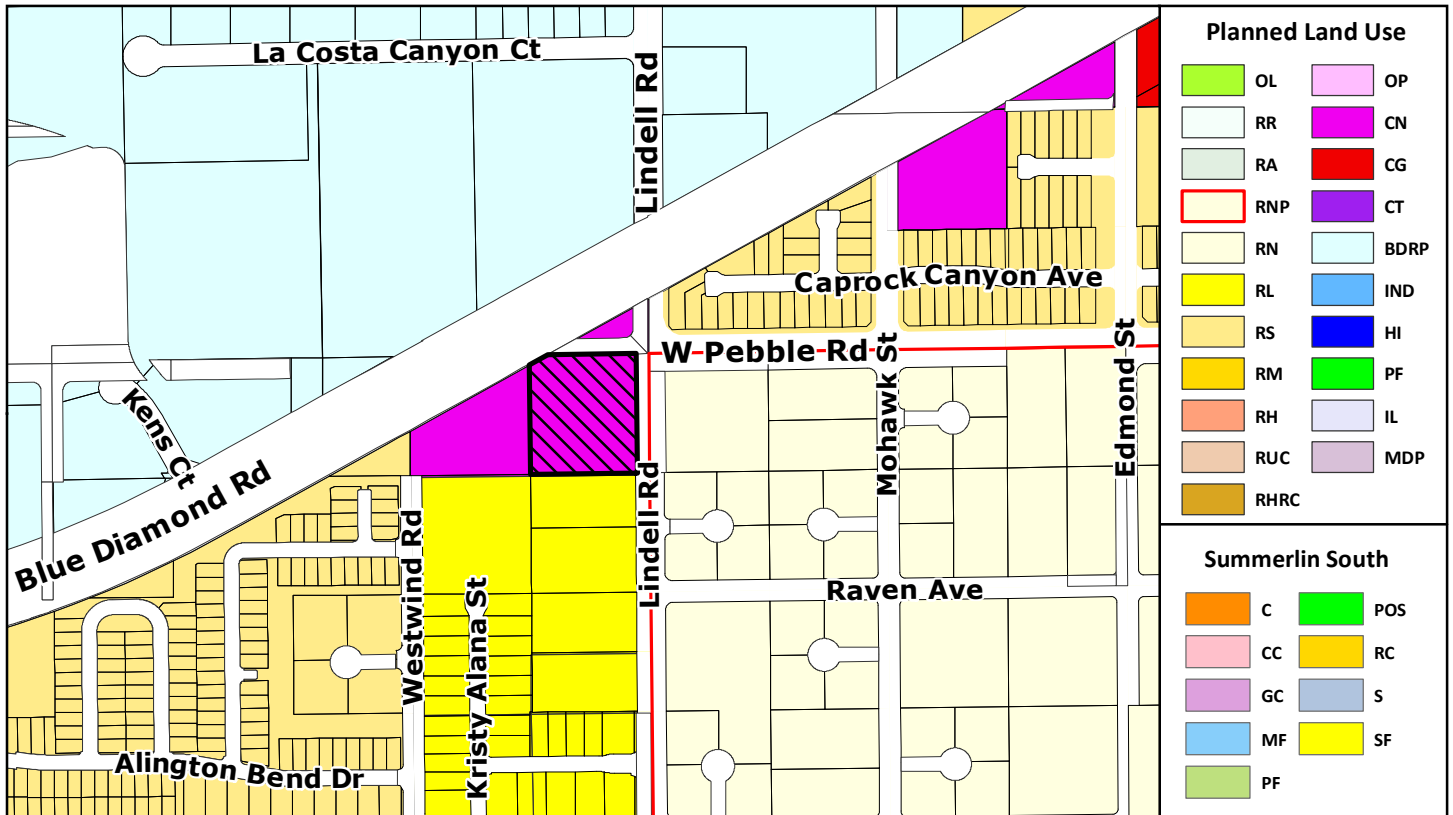 La Costa Canyon Ct
Lindell Rd
Caprock Canyon Ave
W Pebble Rd
Mohawk St
Edmond St
Kens Ct
Blue Diamond Rd
Westwind Rd
Kristy Alana St
Lindell Rd
Raven Ave
Alington Bend Dr
Planned Land Use
OL OP
RR CN
RA CG
RNP CT
RN BDRP
RL IND
RS HI
RM PF
RH IL
RUC MDP
RHRC
Summerlin South
C POS
CC RC
GC S
MF SF
PF